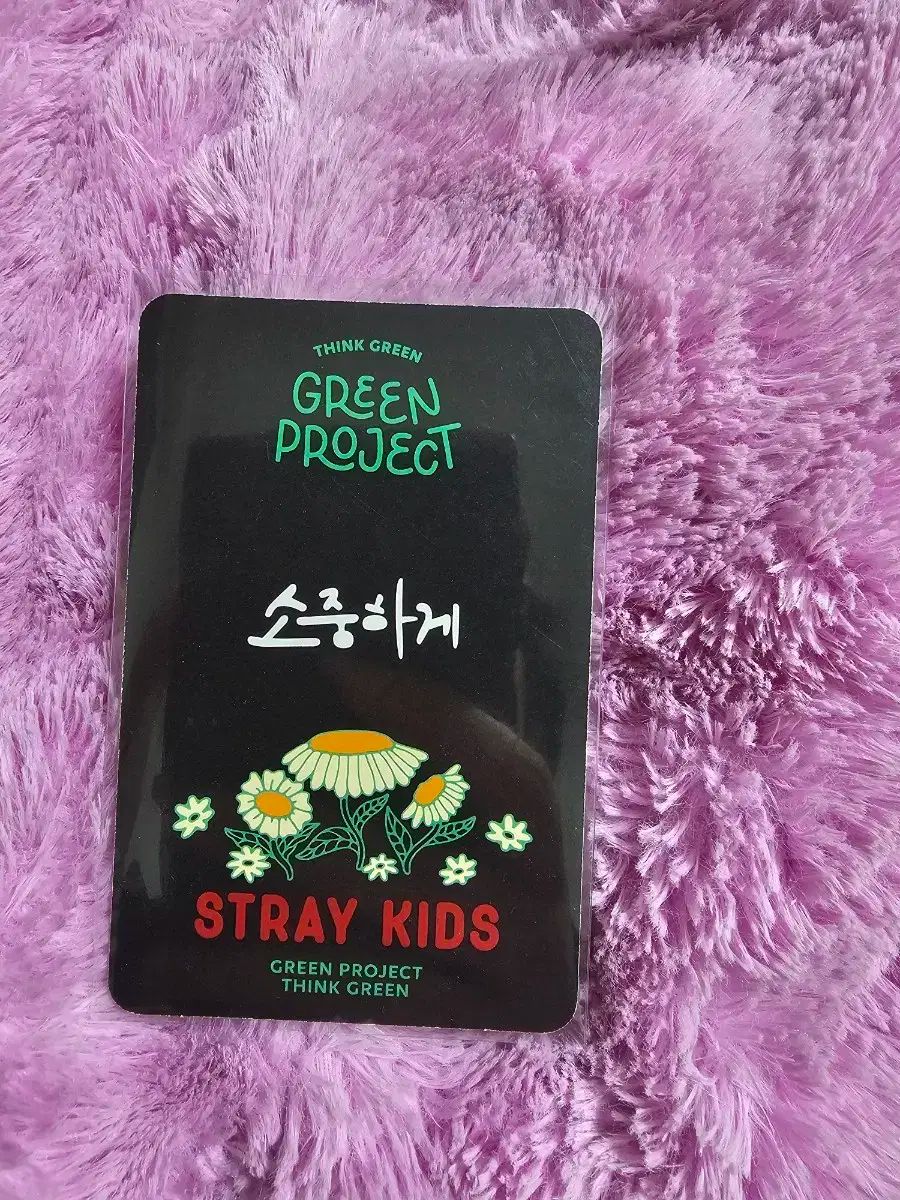 THINK GREEN
GREEN
PROJECT
소중하게
STRAY KIDS
GREEN PROJECT
THINK GREEN